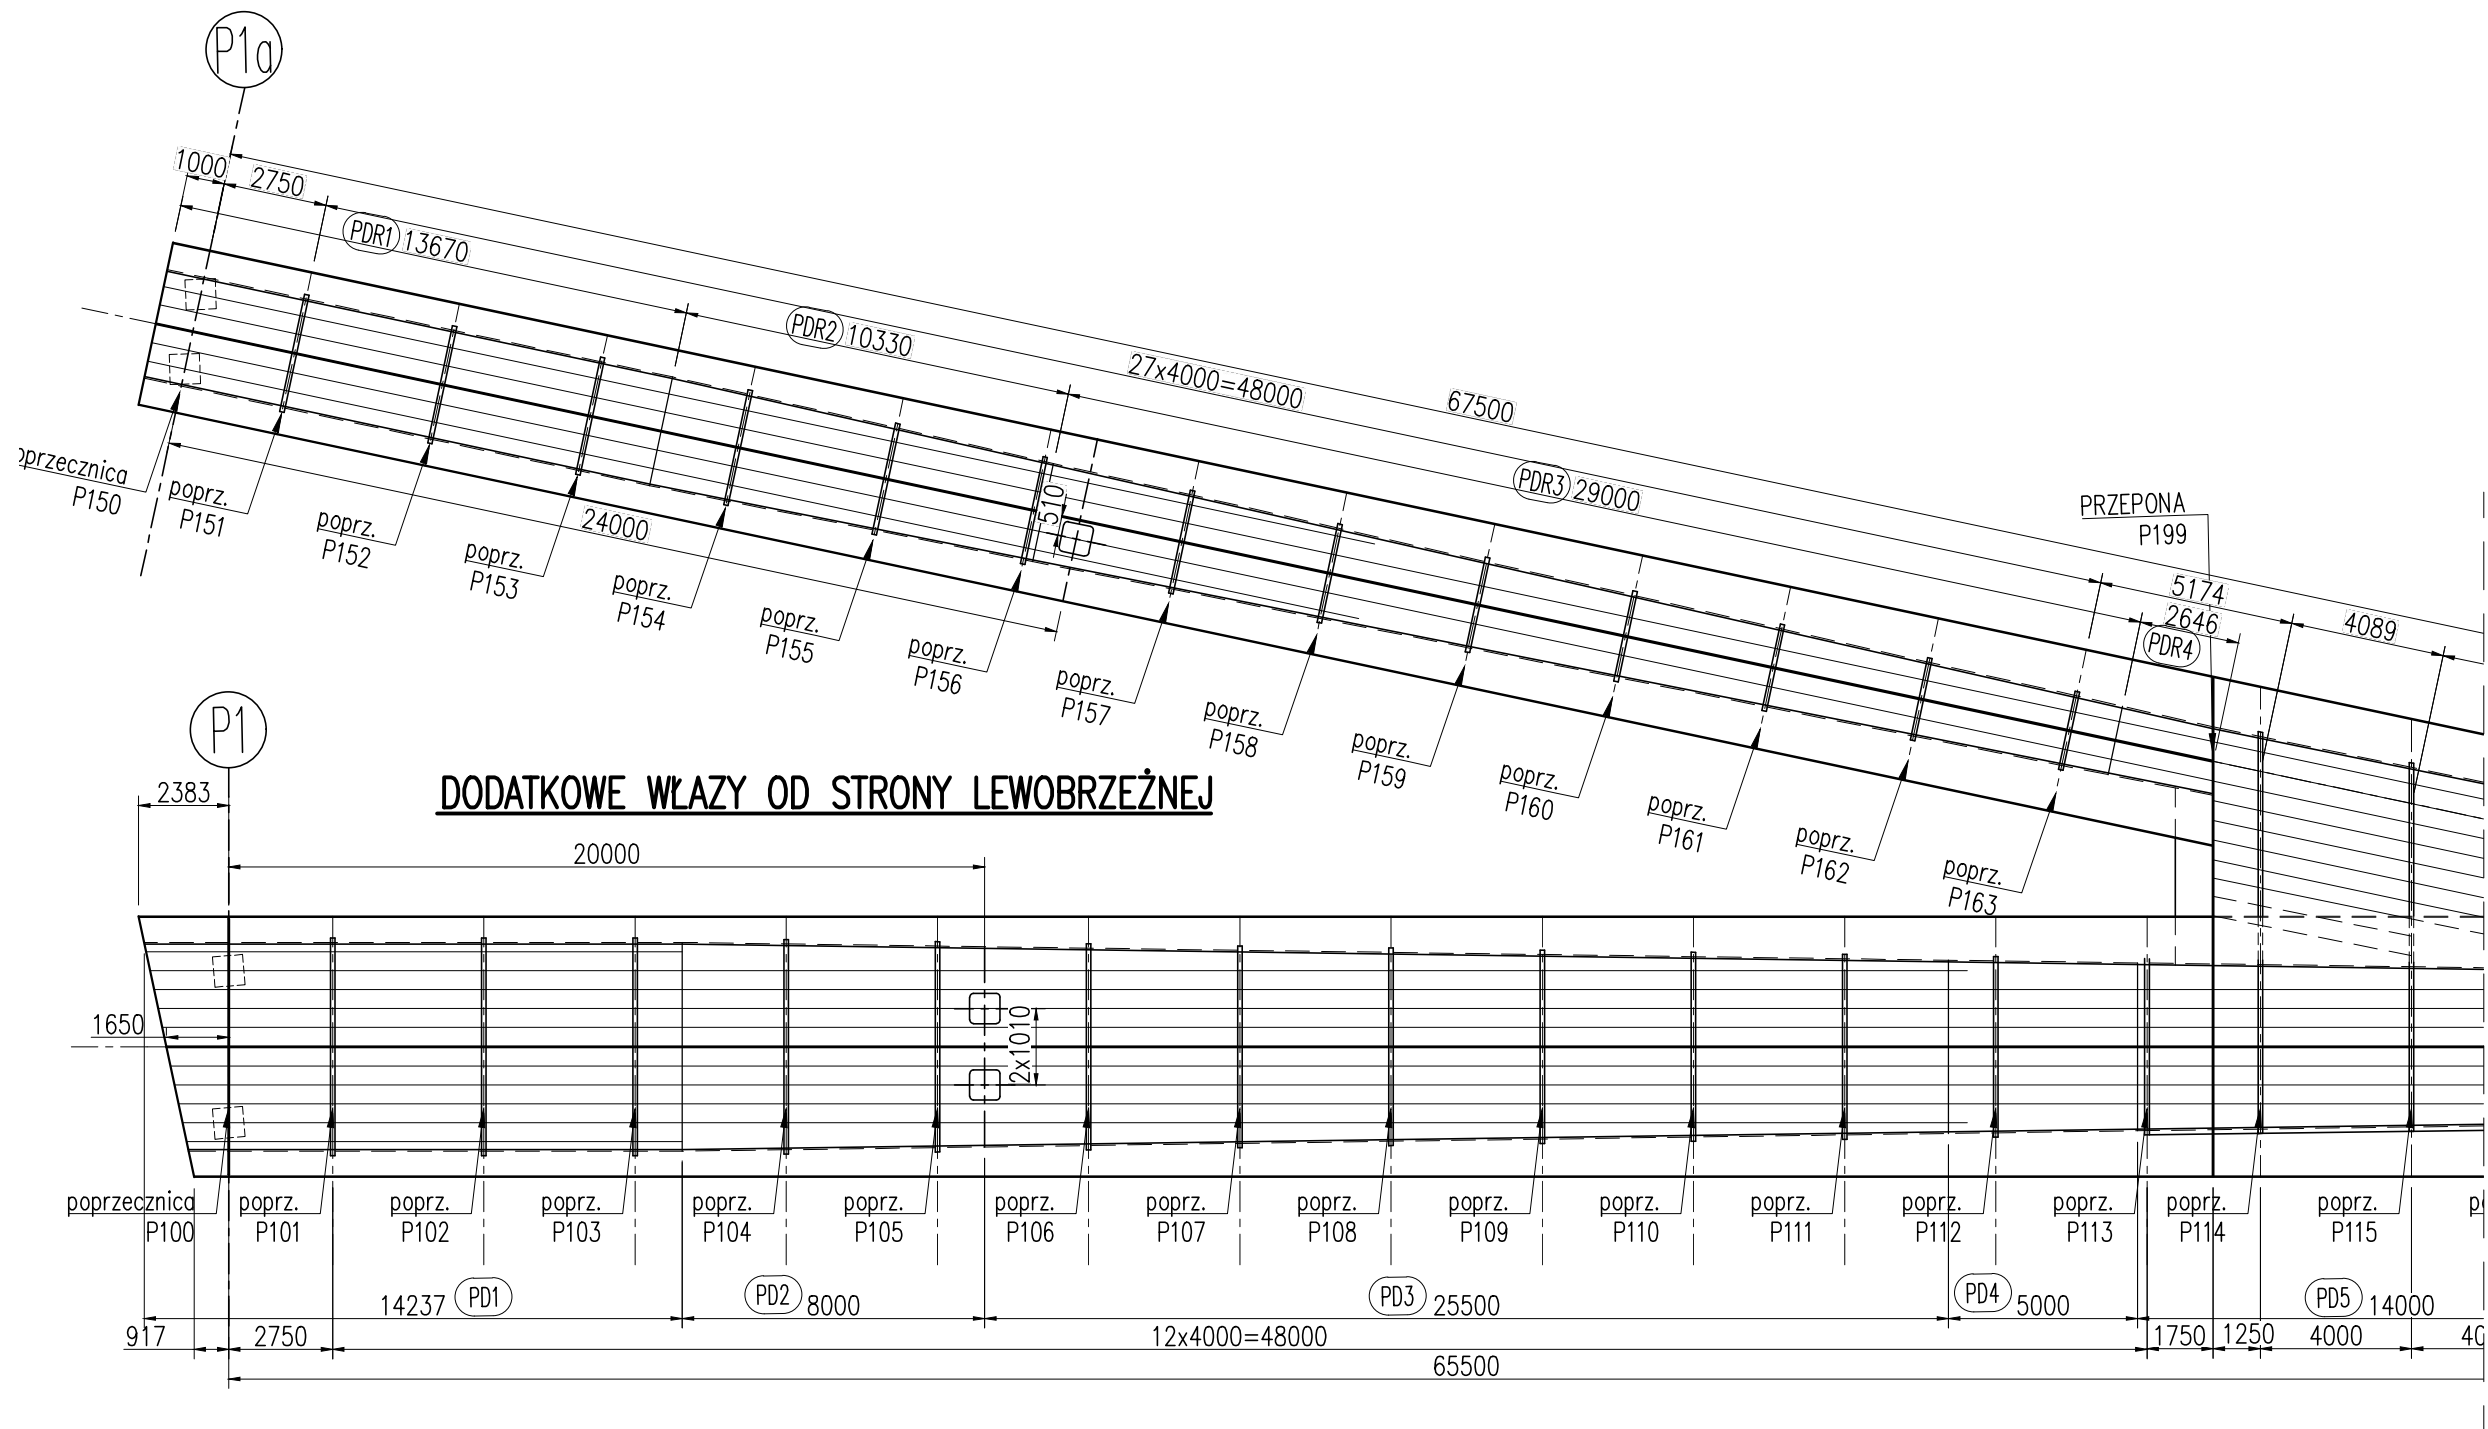 P1a
1000
2750
PDR1 13670
PDR2 10330
27x4000=48000
67500
PDR3 29000
PRZEPONA
P199
5174
2646
PDR4
4089
510
24000
oprzecznica
P150
poprz.
P151
poprz.
P152
poprz.
P153
poprz.
P154
poprz.
P155
poprz.
P156
poprz.
P157
poprz.
P158
poprz.
P159
poprz.
P160
poprz.
P161
poprz.
P162
poprz.
P163
P1
2383
DODATKOWE WŁAZY OD STRONY LEWOBRZEŻNEJ
20000
1650
2x1010
poprzecznica
P100
poprz.
P101
poprz.
P102
poprz.
P103
poprz.
P104
poprz.
P105
poprz.
P106
poprz.
P107
poprz.
P108
poprz.
P109
poprz.
P110
poprz.
P111
poprz.
P112
poprz.
P113
poprz.
P114
poprz.
P115
14237 PD1
PD2 8000
PD3 25500
PD4 5000
PD5 14000
917
2750
12x4000=48000
1750
1250
4000
65500